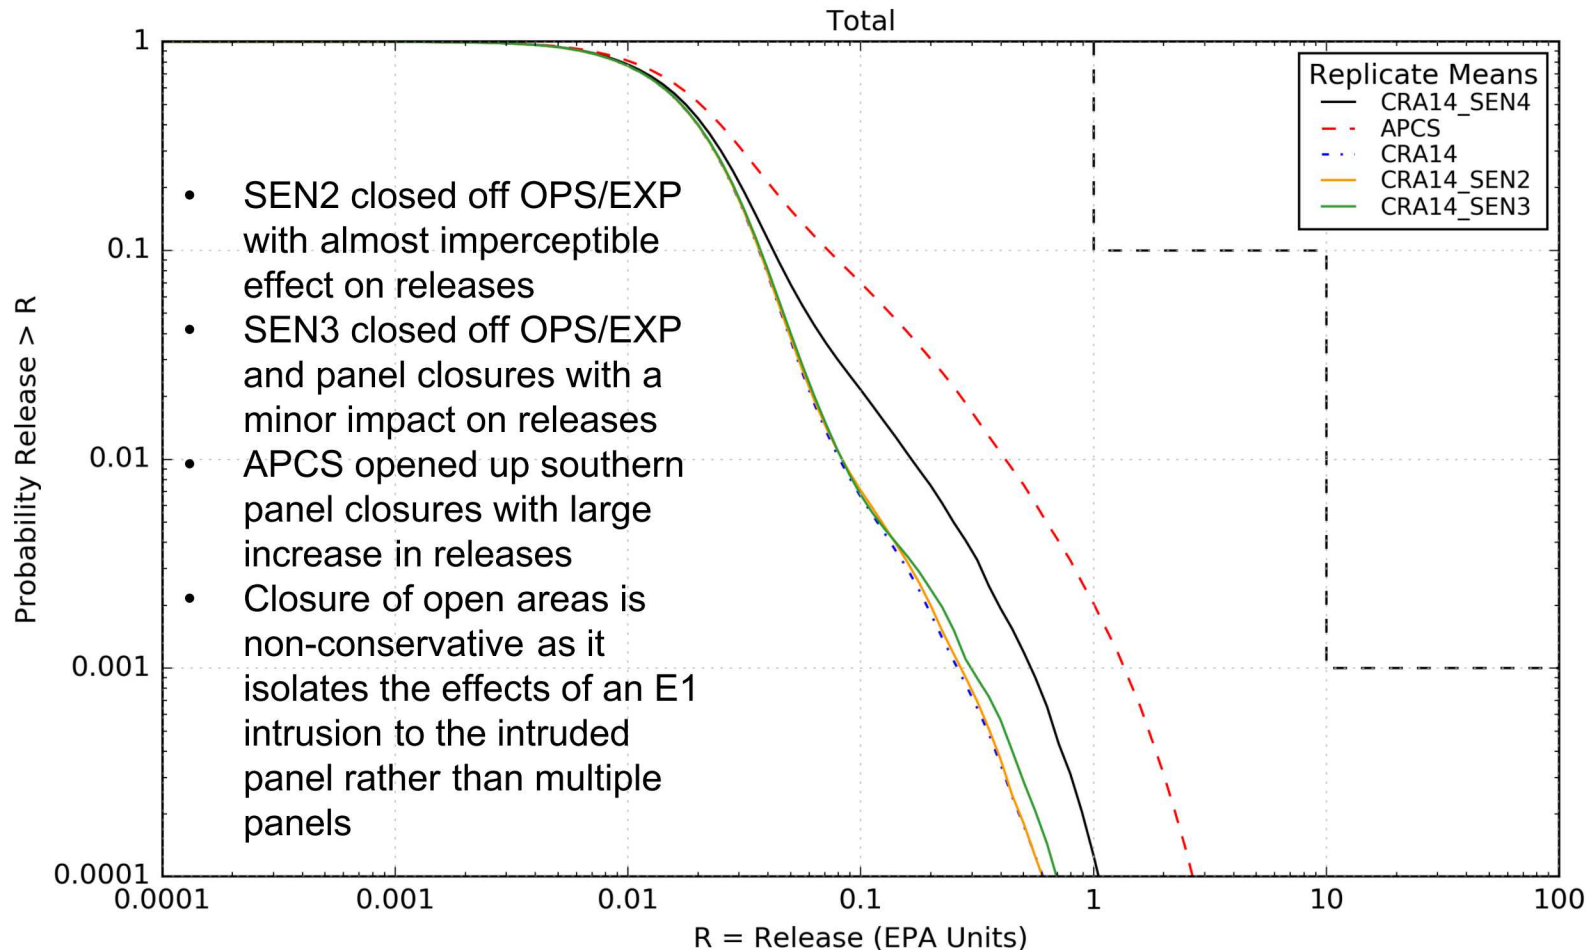 Total
1
0.1
0.01
0.001
0.0001
Probability Release > R
Replicate Means
CRA14_SEN4
APCS
CRA14
CRA14_SEN2
CRA14_SEN3
• SEN2 closed off OPS/EXP
with almost imperceptible
effect on releases
• SEN3 closed off OPS/EXP
and panel closures with a
minor impact on releases
• APCS opened up southern
panel closures with large
increase in releases
• Closure of open areas is
non-conservative as it
isolates the effects of an E1
intrusion to the intruded
panel rather than multiple
panels
0.0001 0.001 0.01 0.1 1 10 100
R = Release (EPA Units)